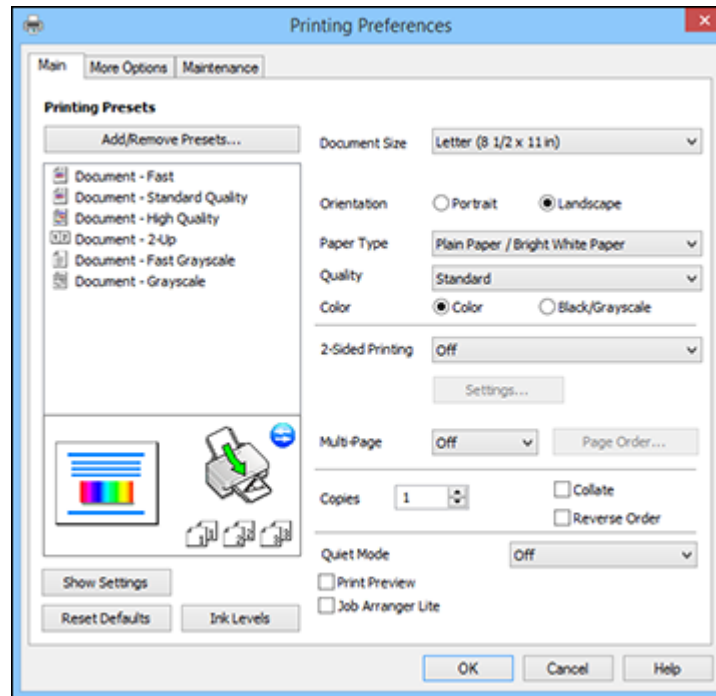 Printing Preferences
Main More Options Maintenance
Printing Presets
Add/Remove Presets...
Document - Fast
Document - Standard Quality
Document - High Quality
Document - 2-Up
Document - Fast Grayscale
Document - Grayscale
Show Settings
Reset Defaults Ink Levels
Document Size Letter (8 1/2 x 11 in)
Orientation Portrait Landscape
Paper Type Plain Paper / Bright White Paper
Quality Standard
Color Color Black/Grayscale
2-Sided Printing Off
Settings...
Multi-Page Off Page Order...
Copies 1 Collate
Reverse Order
Quiet Mode Off
Print Preview
Job Arranger Lite
OK Cancel Help